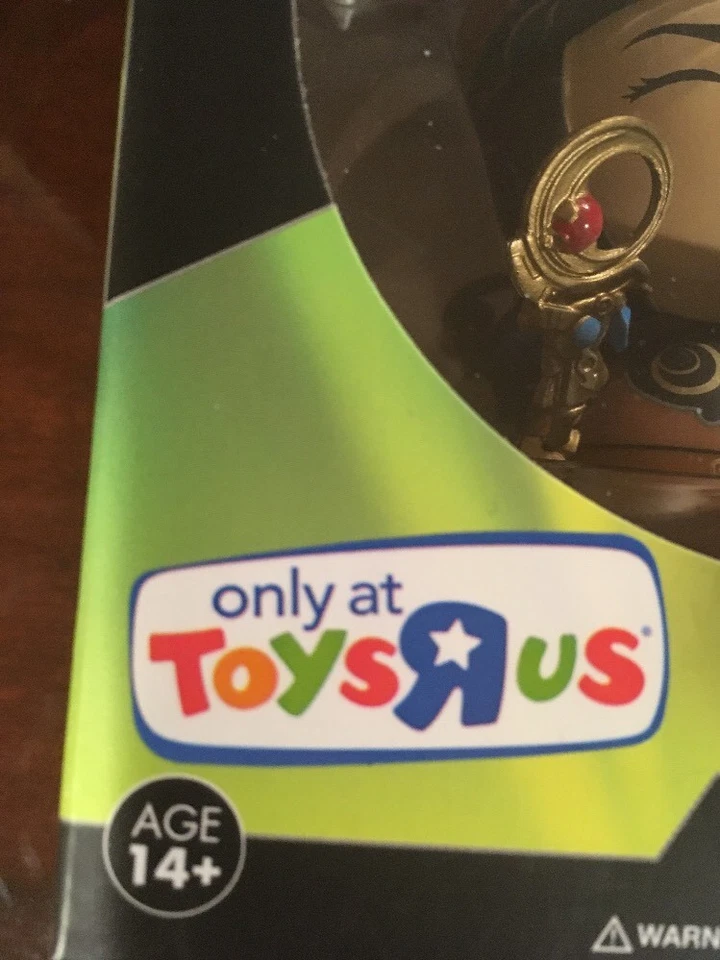 only at
TOYSЯUS®
AGE
14+
⚠ WARN